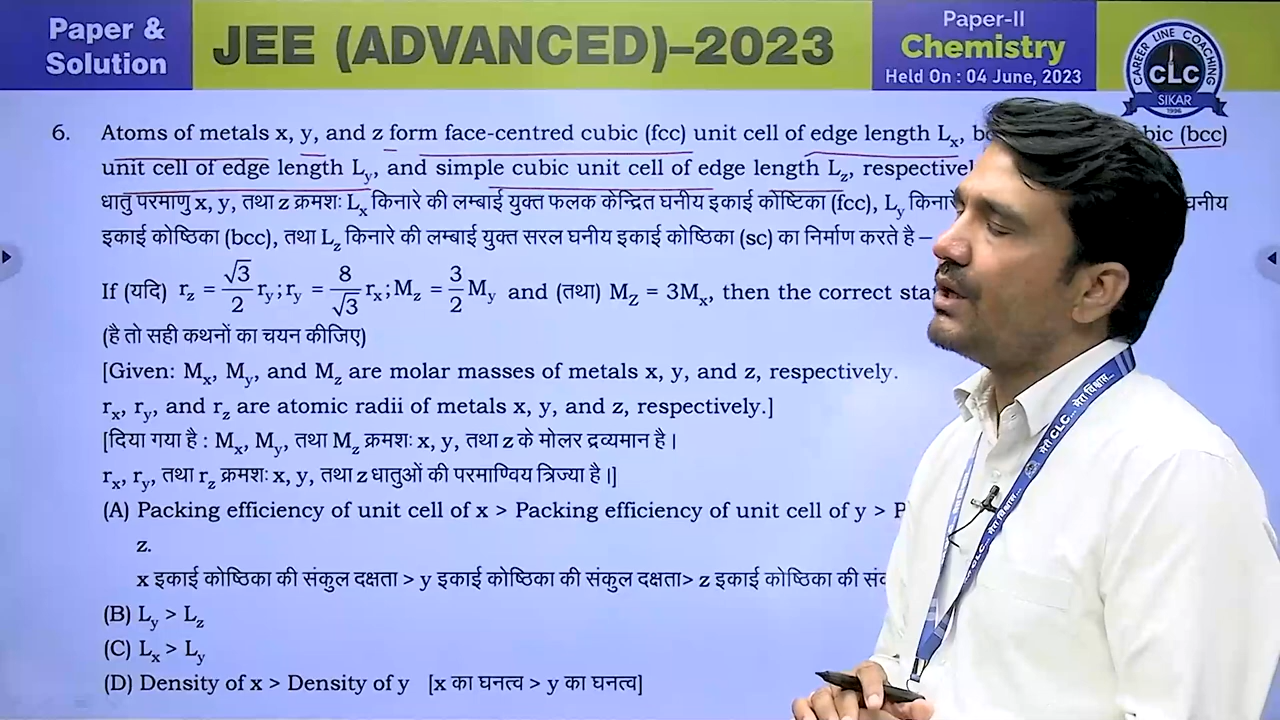 Paper & Solution
JEE (ADVANCED)–2023
Paper-II
Chemistry
Held On : 04 June, 2023
CAREER LINE COACHING
CLC
SIKAR
1996
6. Atoms of metals x, y, and z form face-centred cubic (fcc) unit cell of edge length Lx, bic (bcc)
unit cell of edge length Ly, and simple cubic unit cell of edge length Lz,
धातु परमाणु x, y, तथा z क्रमशः Lx किनारे की लम्बाई युक्त फलक केन्द्रित घनीय इकाई कोष्टिका (fcc), Ly घनीय
इकाई कोष्ठिका (bcc), तथा Lz किनारे की लम्बाई युक्त सरल घनीय इकाई कोष्ठिका (sc) का निर्माण करते है –
If (यदि) rz = √3/2 ry; ry = 8/√3 rx; Mz = 3/2 My and (तथा) MZ = 3Mx, then the correct
(है तो सही कथनों का चयन कीजिए)
[Given: Mx, My, and Mz are molar masses of metals x, y, and z, respectively.
rx, ry, and rz are atomic radii of metals x, y, and z, respectively.]
[दिया गया है : Mx, My, तथा Mz क्रमशः x, y, तथा z के मोलर द्रव्यमान है।
rx, ry, तथा rz क्रमशः x, y, तथा z धातुओं की परमाण्विय त्रिज्या है।]
(A) Packing efficiency of unit cell of x > Packing efficiency of unit cell of y >
z.
x इकाई कोष्ठिका की संकुल दक्षता > y इकाई कोष्ठिका की संकुल दक्षता> z इकाई कोष्ठिका की
(B) Ly > Lz
(C) Lx > Ly
(D) Density of x > Density of y [x का घनत्व > y का घनत्व]